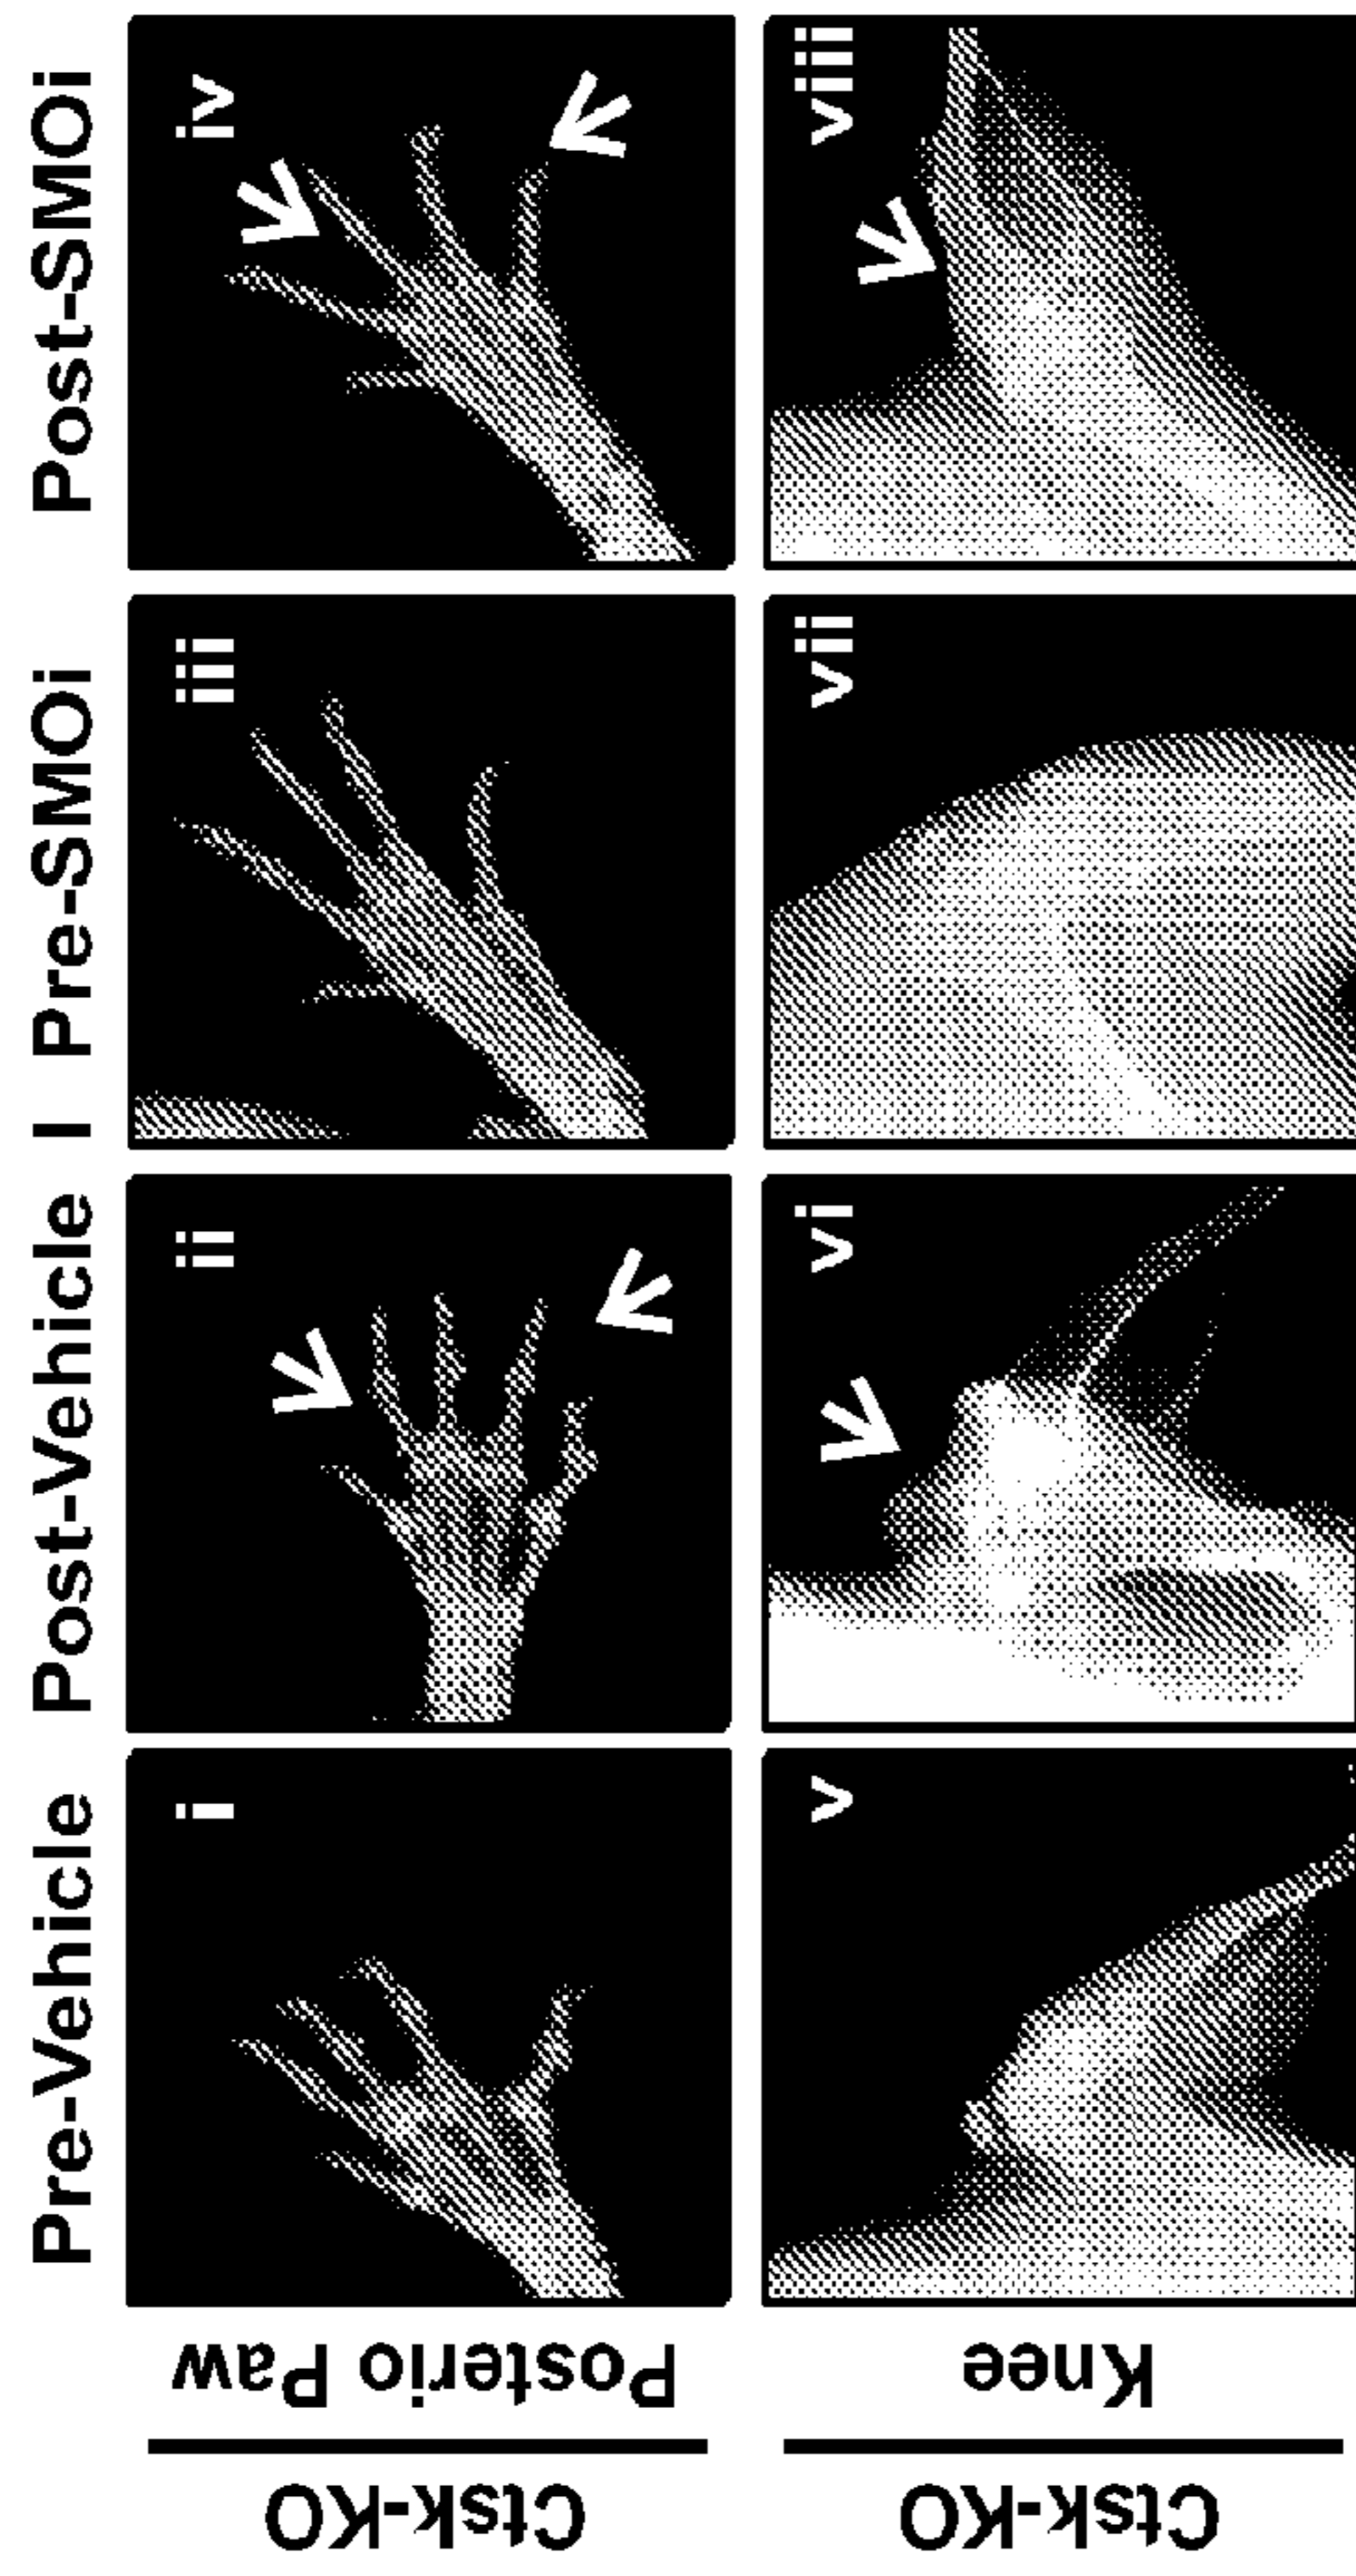 I
Pre-Vehicle
Post-Vehicle
Pre-SMOi
Post-SMOi
Ctsk-KO
Posterio Paw
i
ii
iii
iv
Ctsk-KO
Knee
v
vi
vii
viii